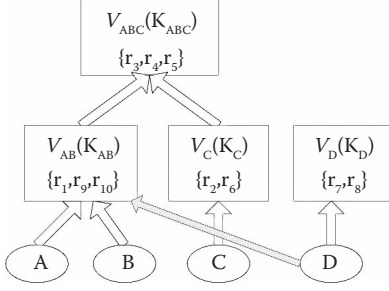 V_ABC(K_ABC)
{r_3,r_4,r_5}
V_AB(K_AB) V_C(K_C) V_D(K_D)
{r_1,r_9,r_10} {r_2,r_6} {r_7,r_8}
A B C D